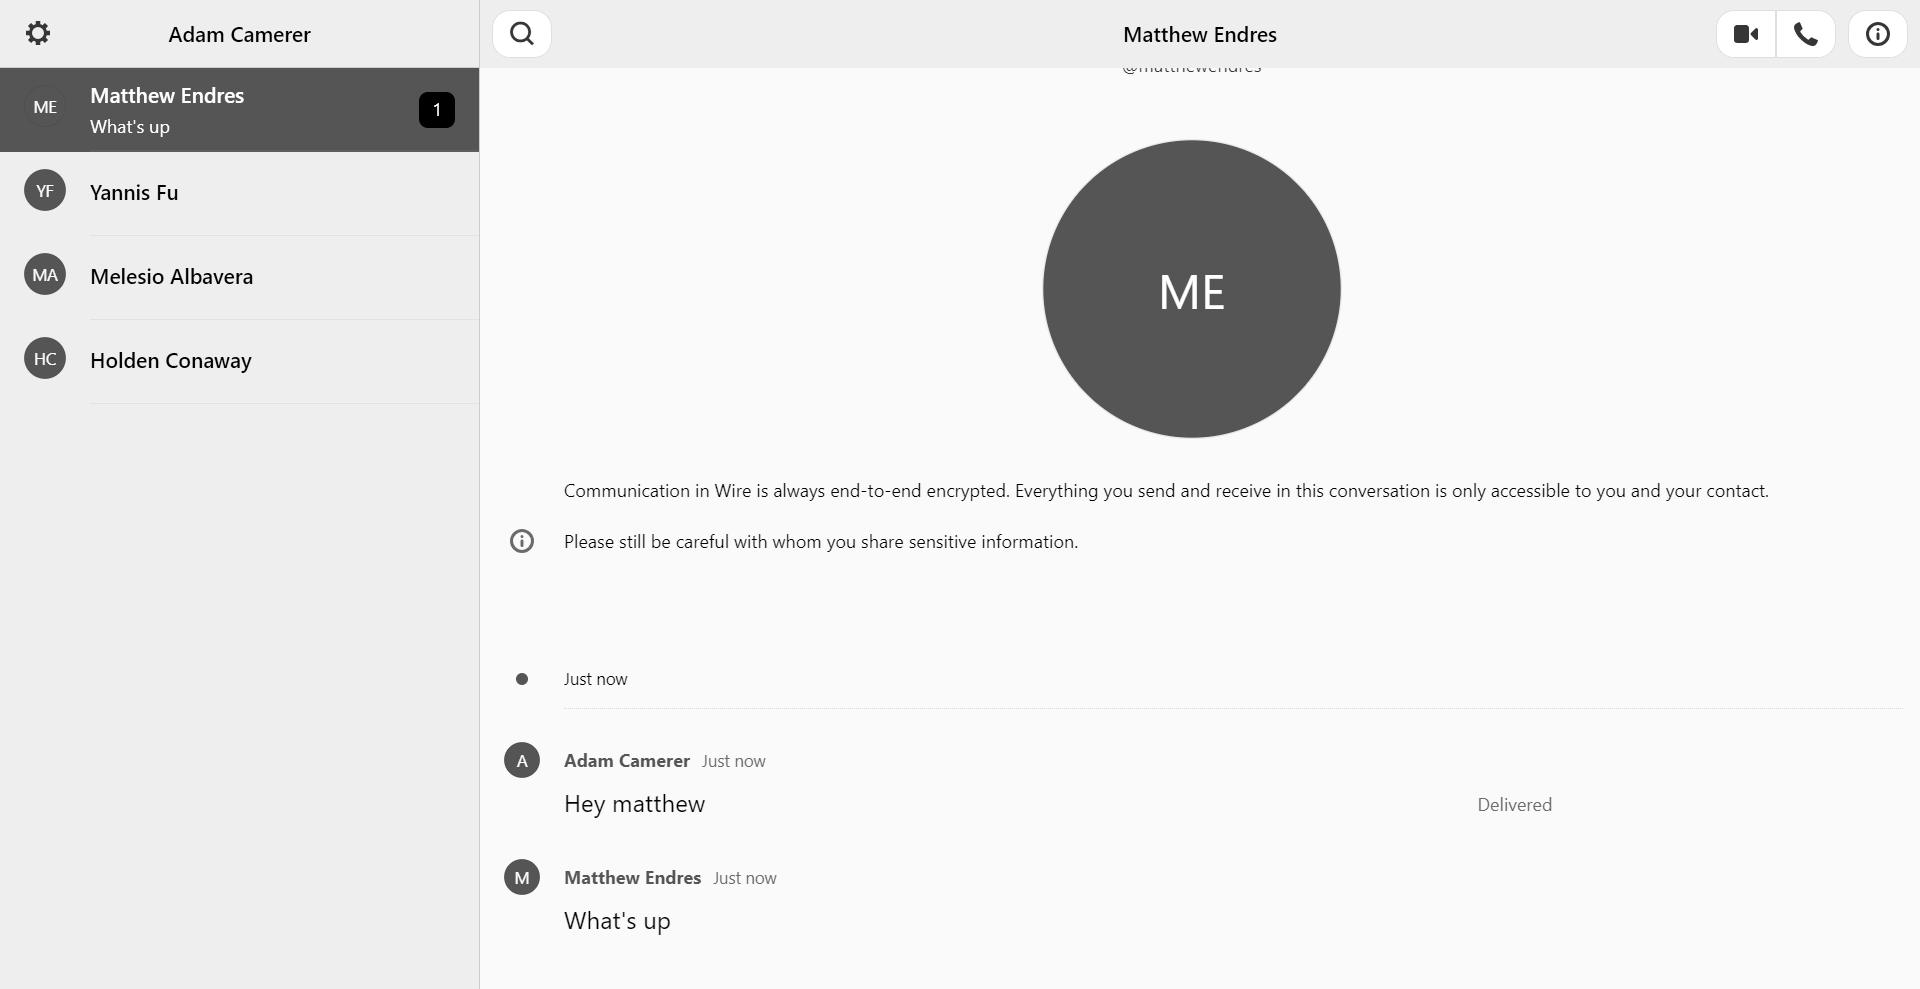 Adam Camerer
ME
Matthew Endres
What's up
1
YF
Yannis Fu
MA
Melesio Albavera
HC
Holden Conaway
Matthew Endres
@matthewendres
ME
Communication in Wire is always end-to-end encrypted. Everything you send and receive in this conversation is only accessible to you and your contact.
Please still be careful with whom you share sensitive information.
Just now
A
Adam Camerer Just now
Hey matthew
Delivered
M
Matthew Endres Just now
What's up